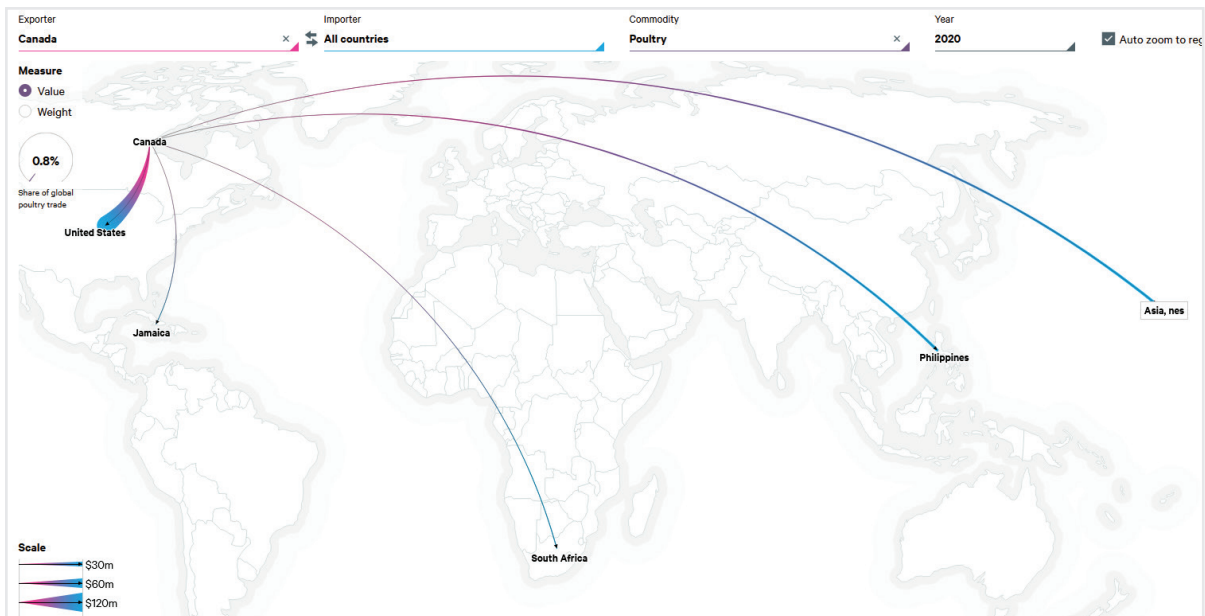 Exporter
Importer
Commodity
Year
Canada
×
All countries
Poultry
×
2020
Auto zoom to reg
Measure
Value
Weight
0.8%
Share of global
poultry trade
Canada
United States
Jamaica
Asia, nes
Philippines
South Africa
Scale
$30m
$60m
$120m